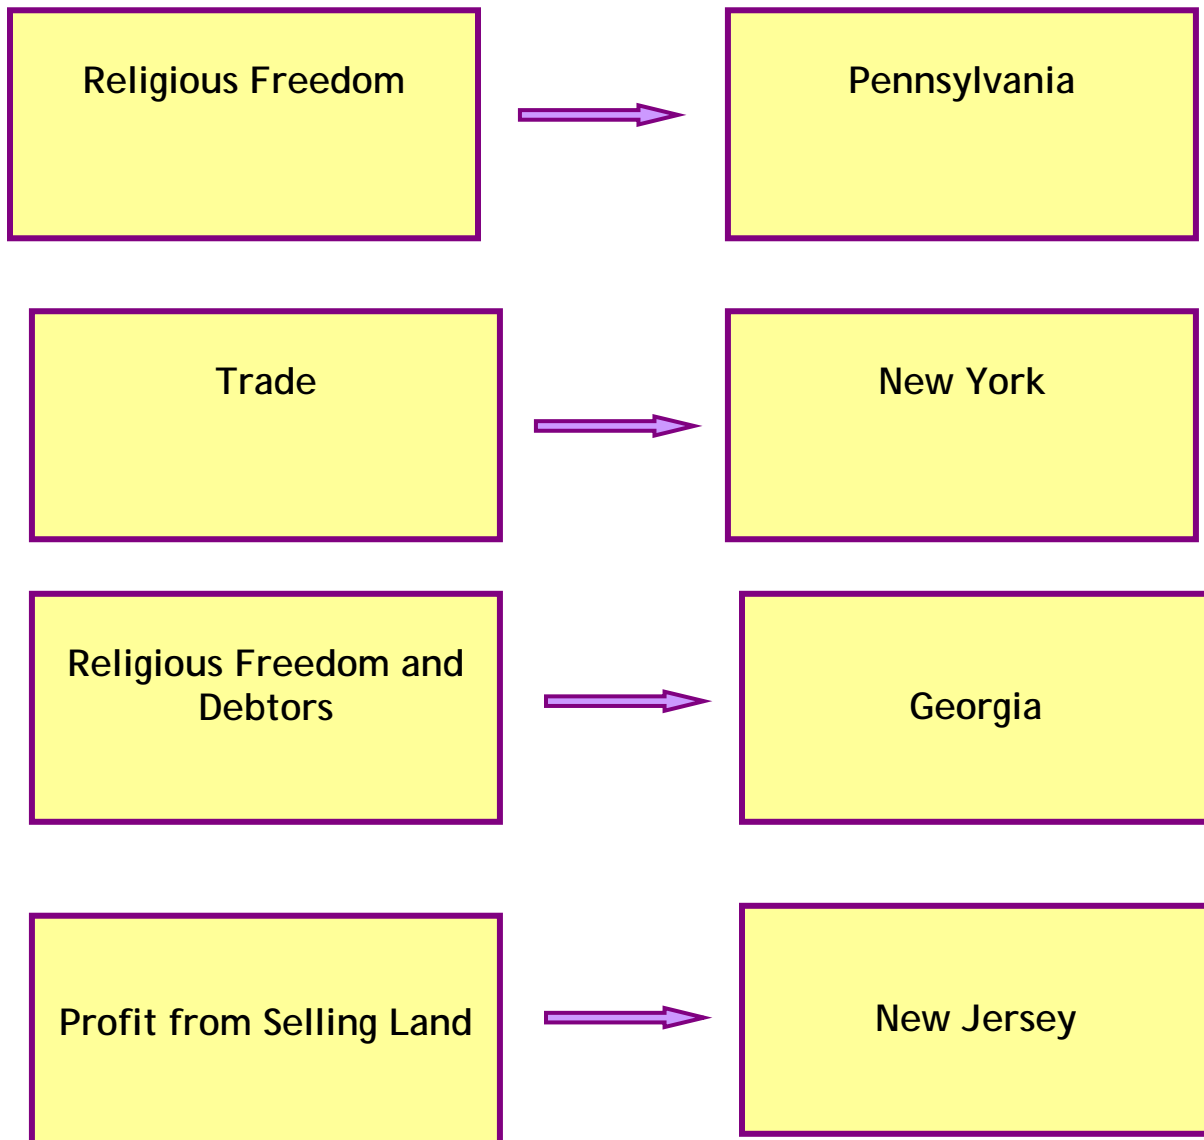 Religious Freedom
Pennsylvania
Trade
New York
Religious Freedom and
Debtors
Georgia
Profit from Selling Land
New Jersey